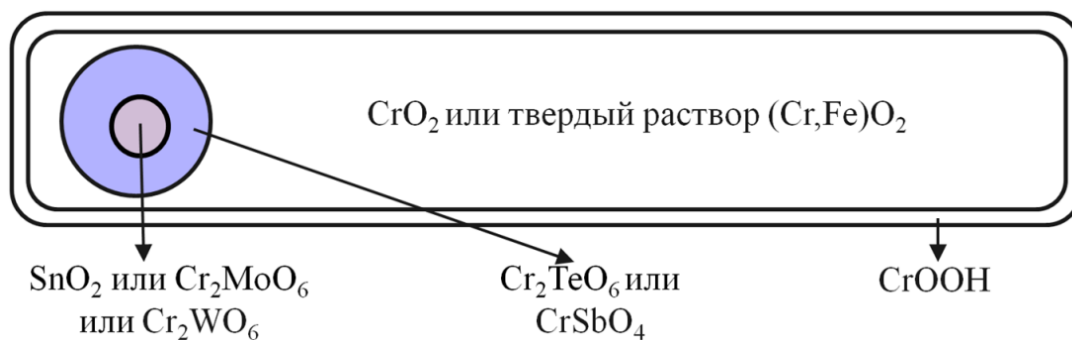 CrO₂ или твердый раствор (Cr,Fe)O₂
SnO₂ или Cr₂MoO₆
или Cr₂WO₆
Cr₂TeO₆ или
CrSbO₄
CrOOH